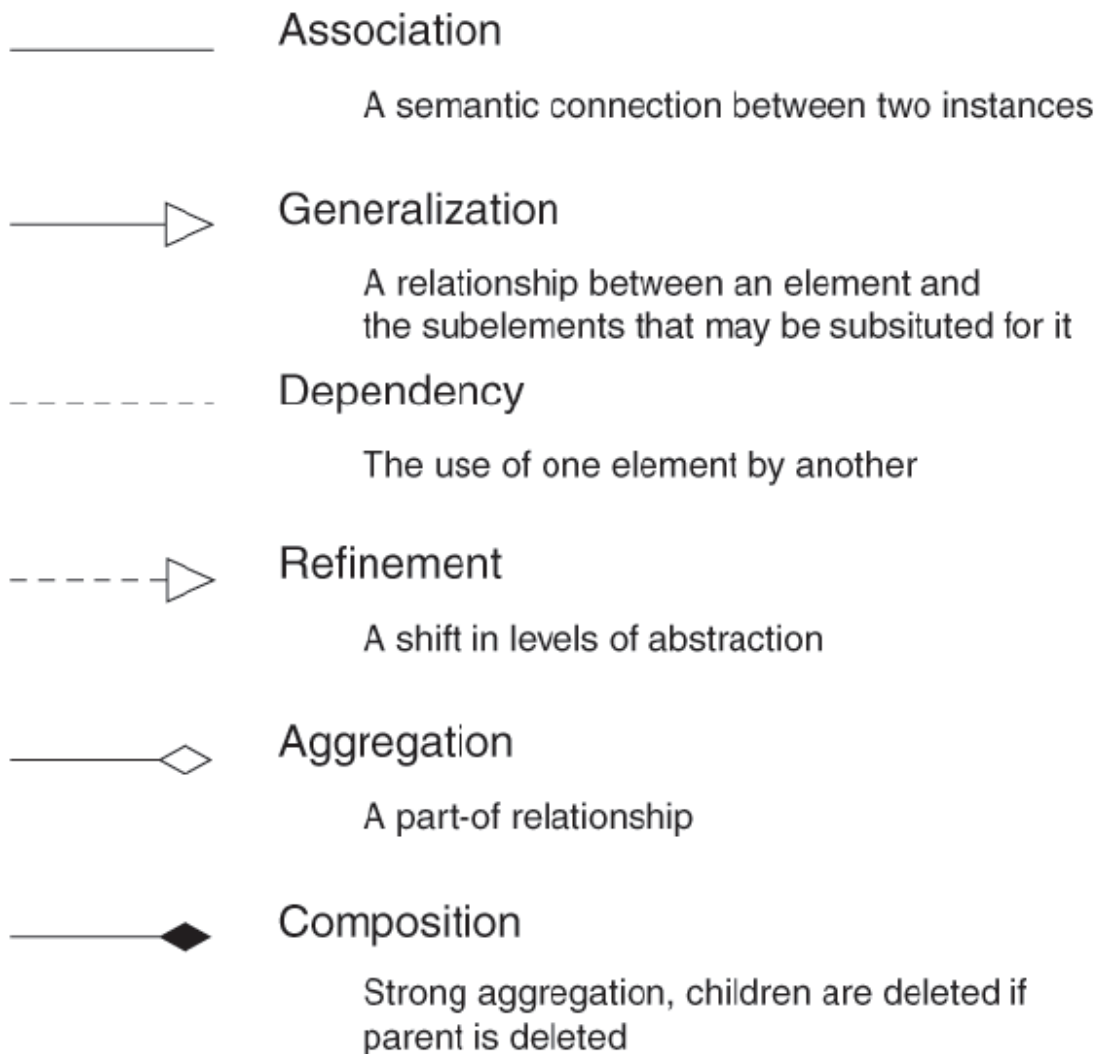 Association
A semantic connection between two instances
Generalization
A relationship between an element and
the subelements that may be subsituted for it
Dependency
The use of one element by another
Refinement
A shift in levels of abstraction
Aggregation
A part-of relationship
Composition
Strong aggregation, children are deleted if
parent is deleted